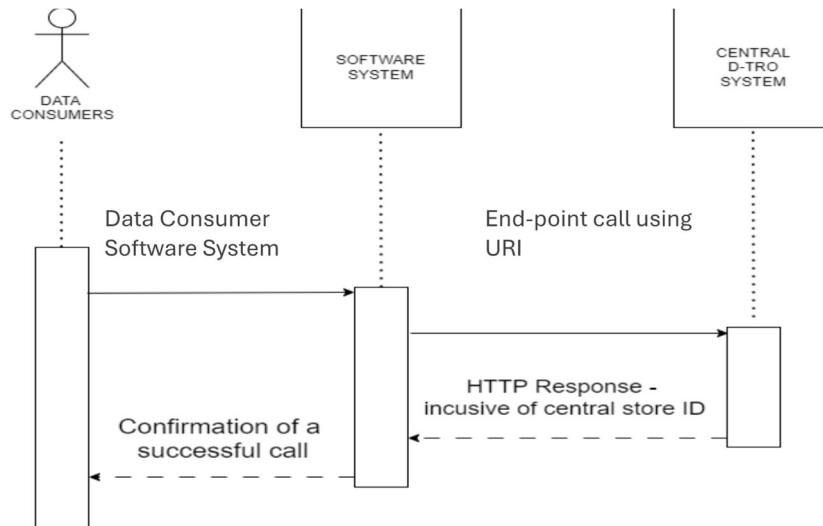 DATA
CONSUMERS
SOFTWARE
SYSTEM
CENTRAL
D-TRO
SYSTEM
Data Consumer
Software System
End-point call using
URI
HTTP Response -
incusive of central store ID
Confirmation of a
successful call